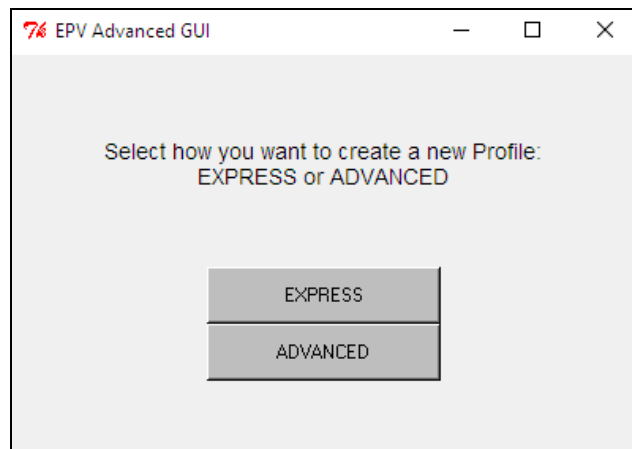 EPV Advanced GUI
Select how you want to create a new Profile:
EXPRESS or ADVANCED
EXPRESS
ADVANCED